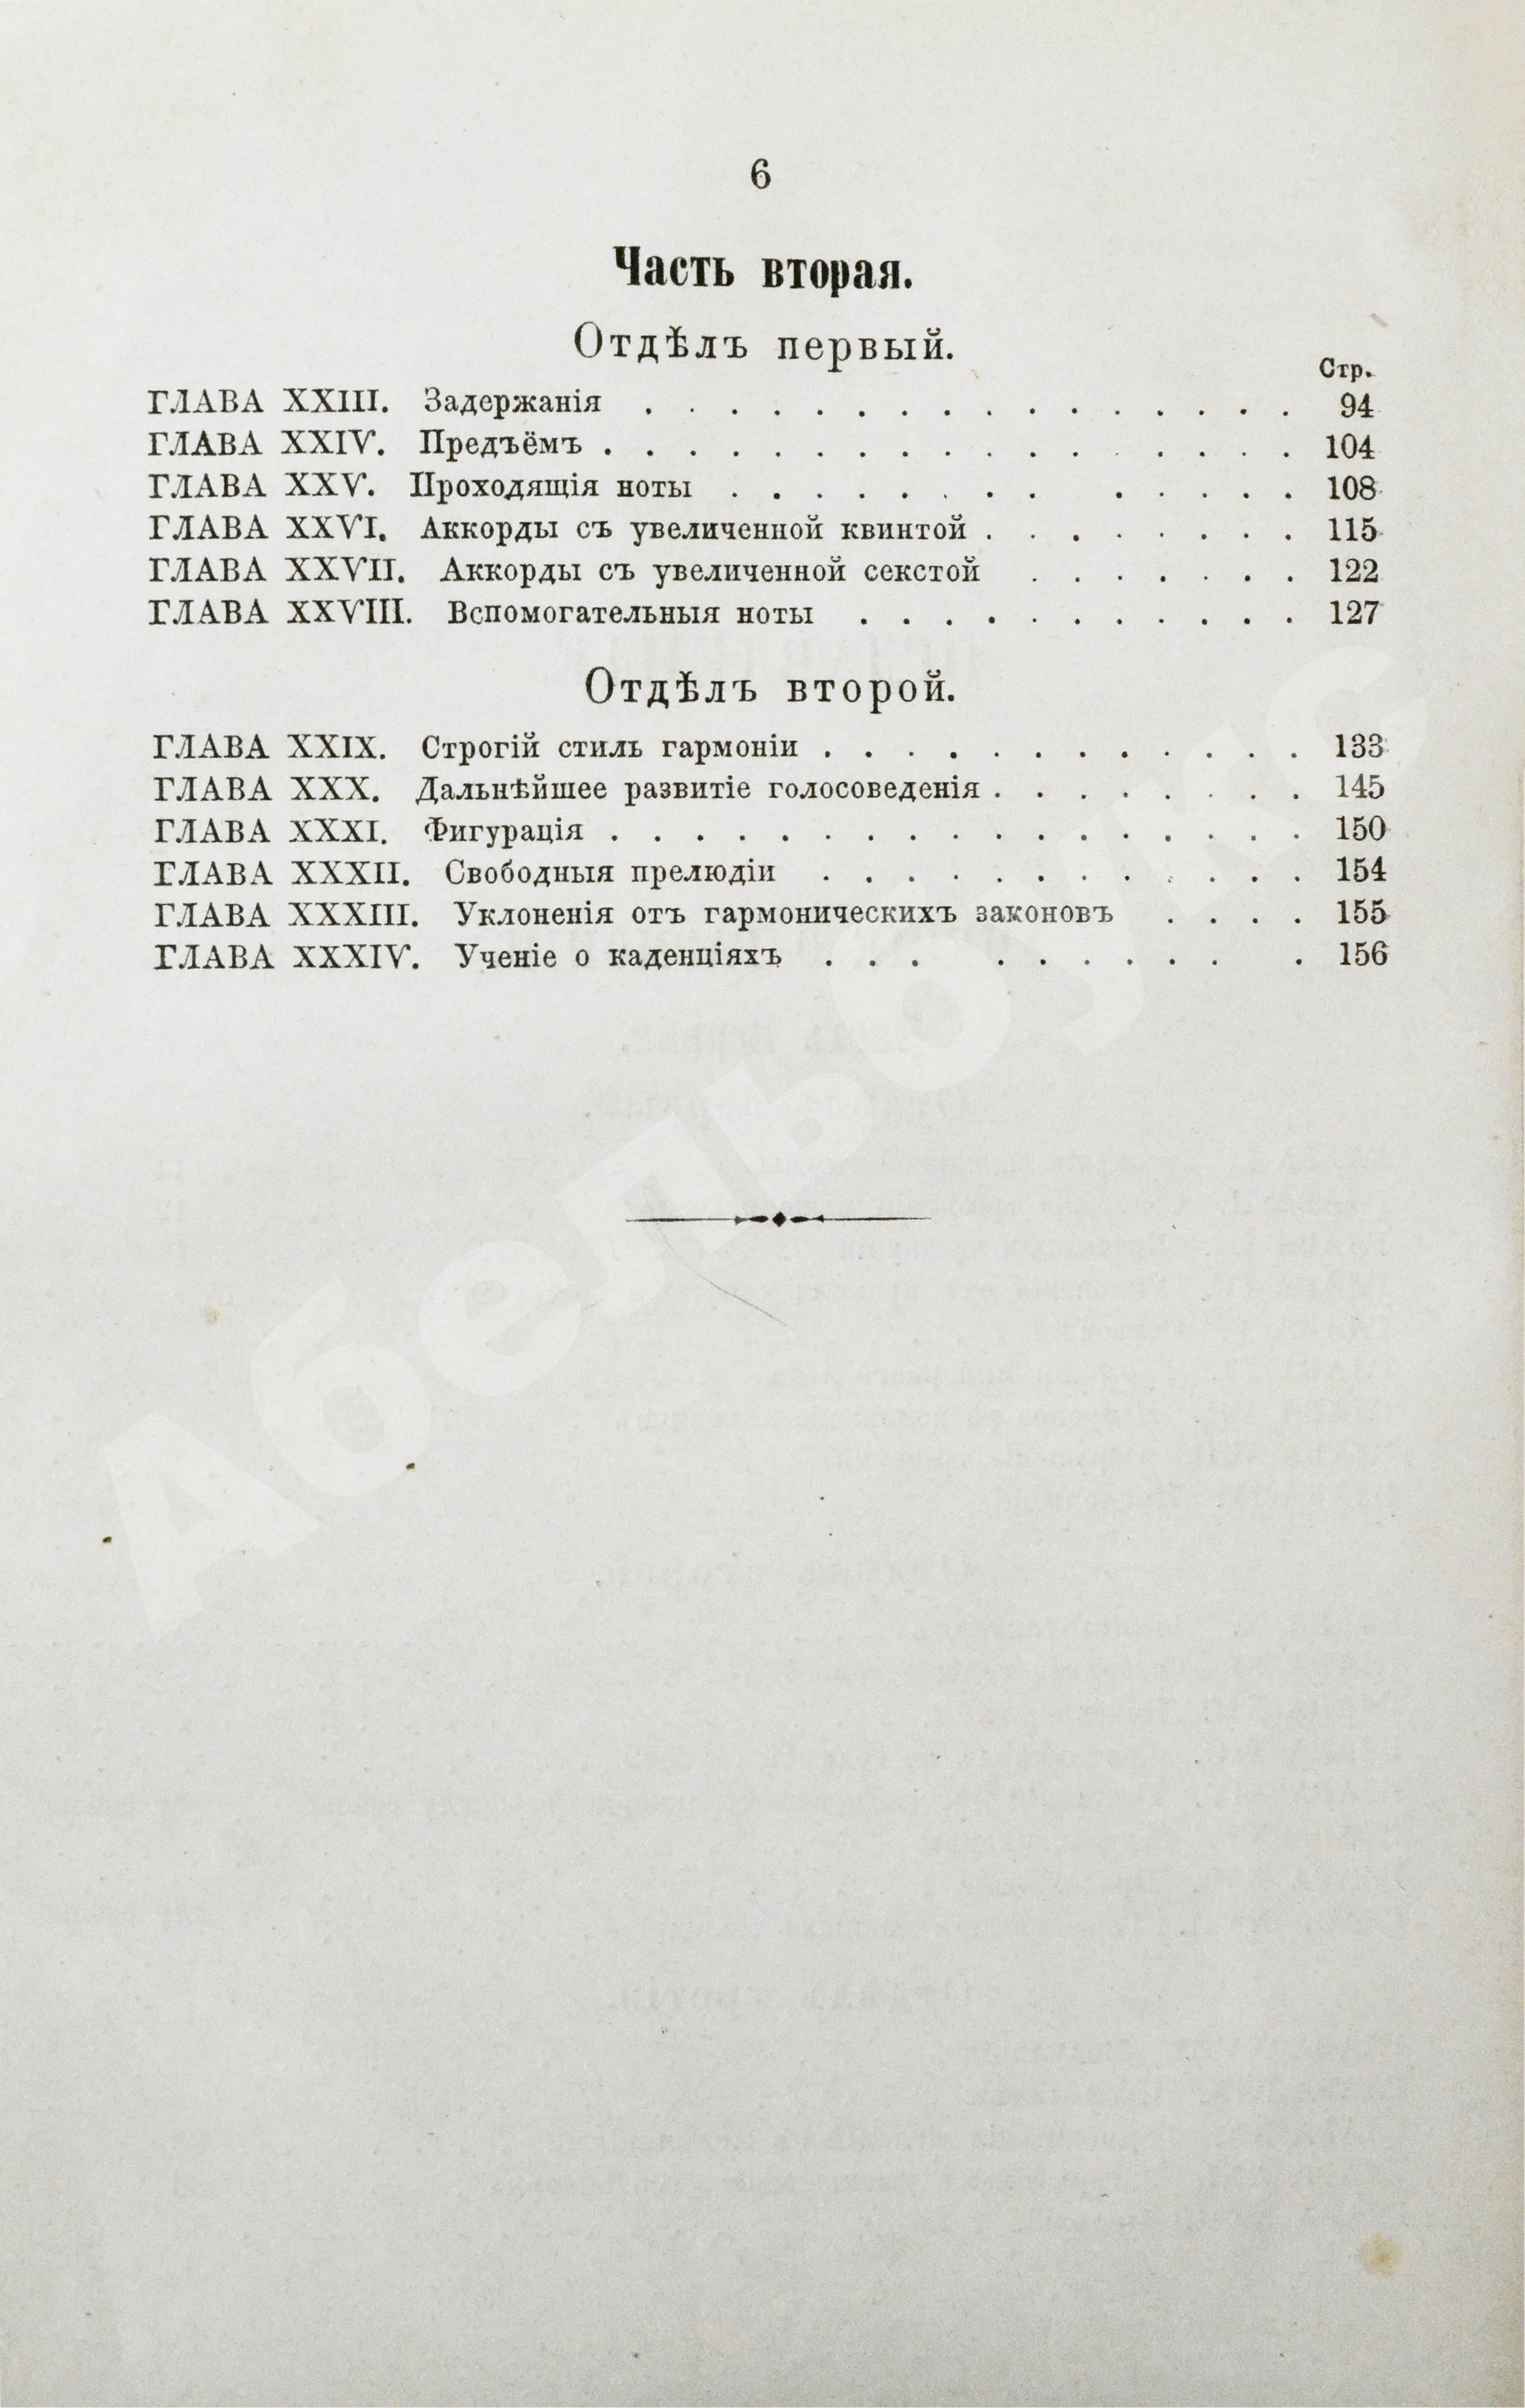 6
Часть вторая.
Отдѣлъ первый.
Стр.
ГЛАВА XXIII. Задержанія . . . . . . . . . . . . . . . . 94
ГЛАВА XXIV. Предъёмъ . . . . . . . . . . . . . . . . . 104
ГЛАВА XXV. Проходящія ноты . . . . . . . . . . . . . 108
ГЛАВА XXVI. Аккорды съ увеличенной квинтой . . . . . . . . 115
ГЛАВА XXVII. Аккорды съ увеличенной секстой . . . . . . . 122
ГЛАВА XXVIII. Вспомогательныя ноты . . . . . . . . . . . 127
Отдѣлъ второй.
ГЛАВА XXIX. Строгій стиль гармоніи . . . . . . . . . . . . 133
ГЛАВА XXX. Дальнѣйшее развитіе голосоведенія . . . . . . . . 145
ГЛАВА XXXI. Фигурація . . . . . . . . . . . . . . . . . 150
ГЛАВА XXXII. Свободныя прелюдіи . . . . . . . . . . . . 154
ГЛАВА XXXIII. Уклоненія отъ гармоническихъ законовъ . . . . 155
ГЛАВА XXXIV. Ученіе о каденціяхъ . . . . . . . . . . 156
Абельбукс